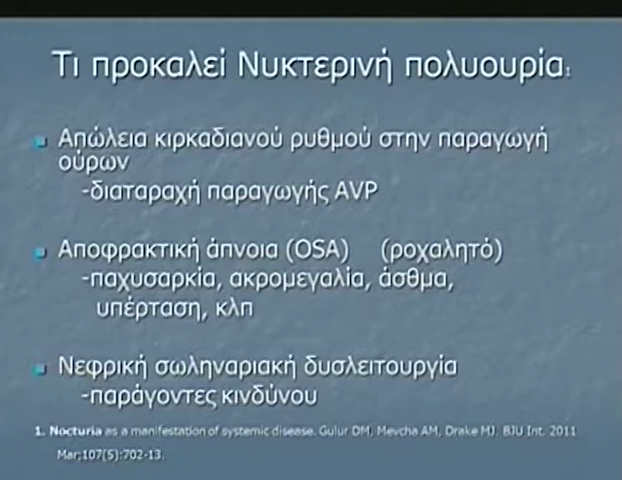 Τι προκαλεί Νυκτερινή πολυουρία1
Απώλεια κιρκαδιανού ρυθμού στην παραγωγή
ούρων
-διαταραχή παραγωγής AVP
Αποφρακτική άπνοια (OSA) (ροχαλητό)
-παχυσαρκία, ακρομεγαλία, άσθμα,
υπέρταση, κλπ
Νεφρική σωληναριακή δυσλειτουργία
-παράγοντες κινδύνου
1. Nocturia as a manifestation of systemic disease. Gulur DM, Mevcha AM, Drake MJ. BJU Int. 2011
Mar;107(5):702-13.